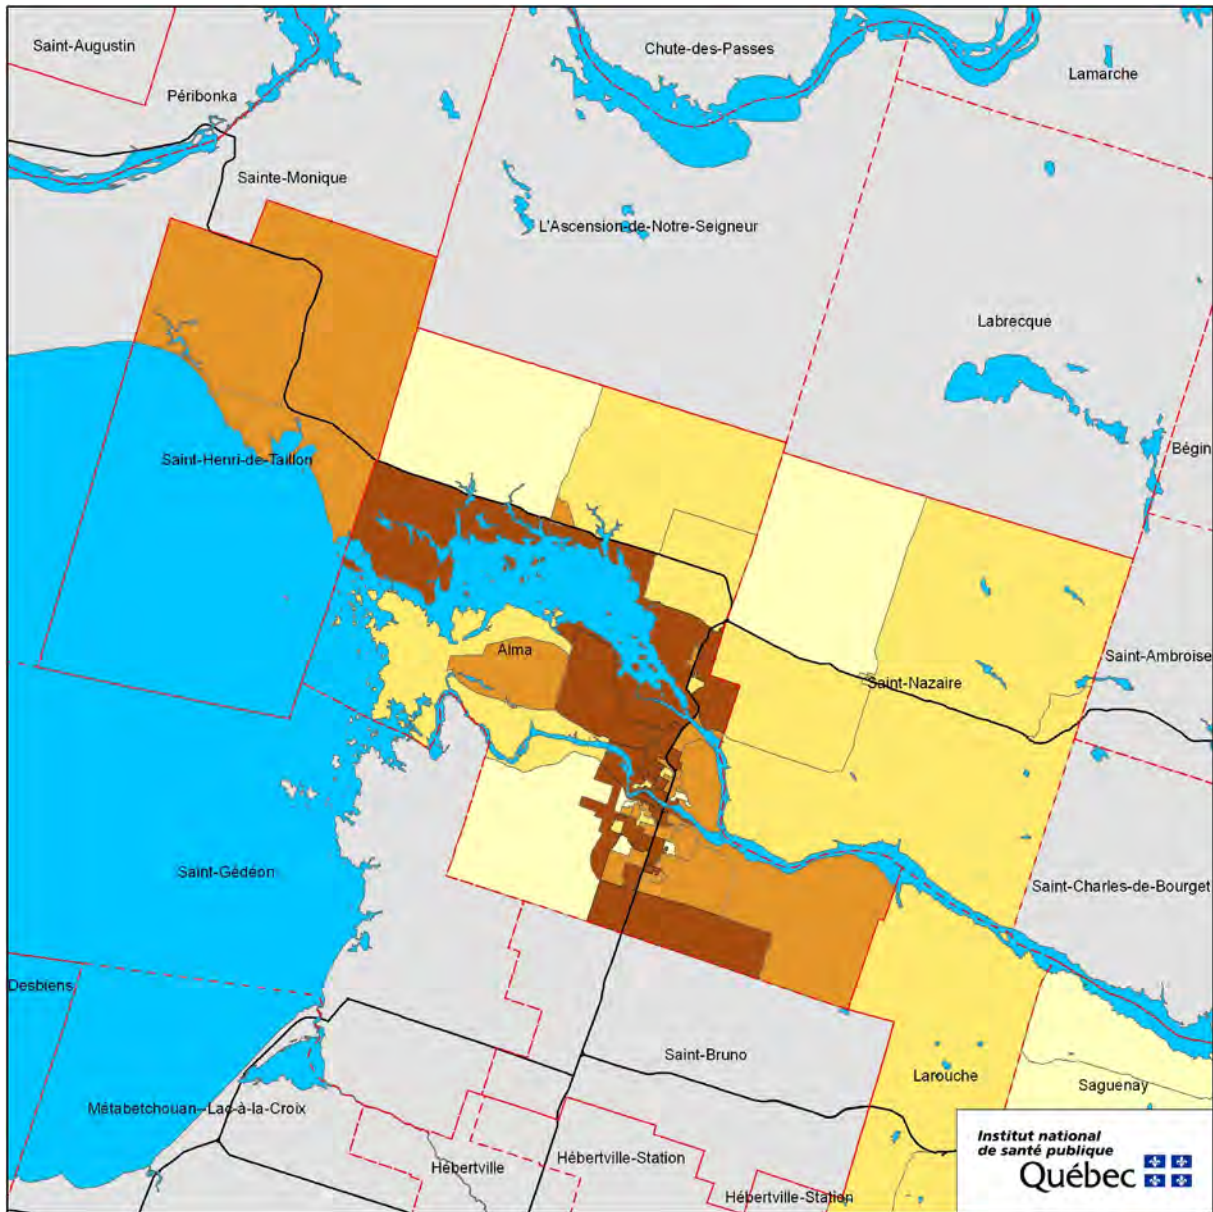 Saint-Augustin
Chute-des-Passes
Lamarche
Péribonka
Sainte-Monique
L'Ascension-de-Notre-Seigneur
Labrecque
Bégin
Saint-Henri-de-Taillon
Alma
Saint-Ambroise
Saint-Nazaire
Saint-Gédéon
Saint-Charles-de-Bourget
Desbiens
Saint-Bruno
Larouche
Saguenay
Métabetchouan--Lac-à-la-Croix
Hébertville
Hébertville-Station
Hébertville-Station
Institut national
de santé publique
Québec